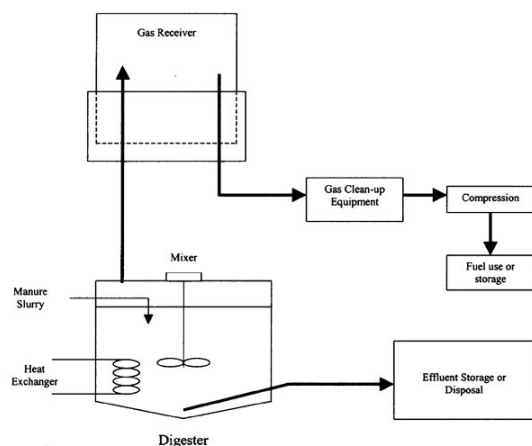 Gas Receiver
Gas Clean-up
Equipment
Compression
Fuel use or
storage
Mixer
Manure
Slurry
Heat
Exchanger
Effluent Storage or
Disposal
Digester